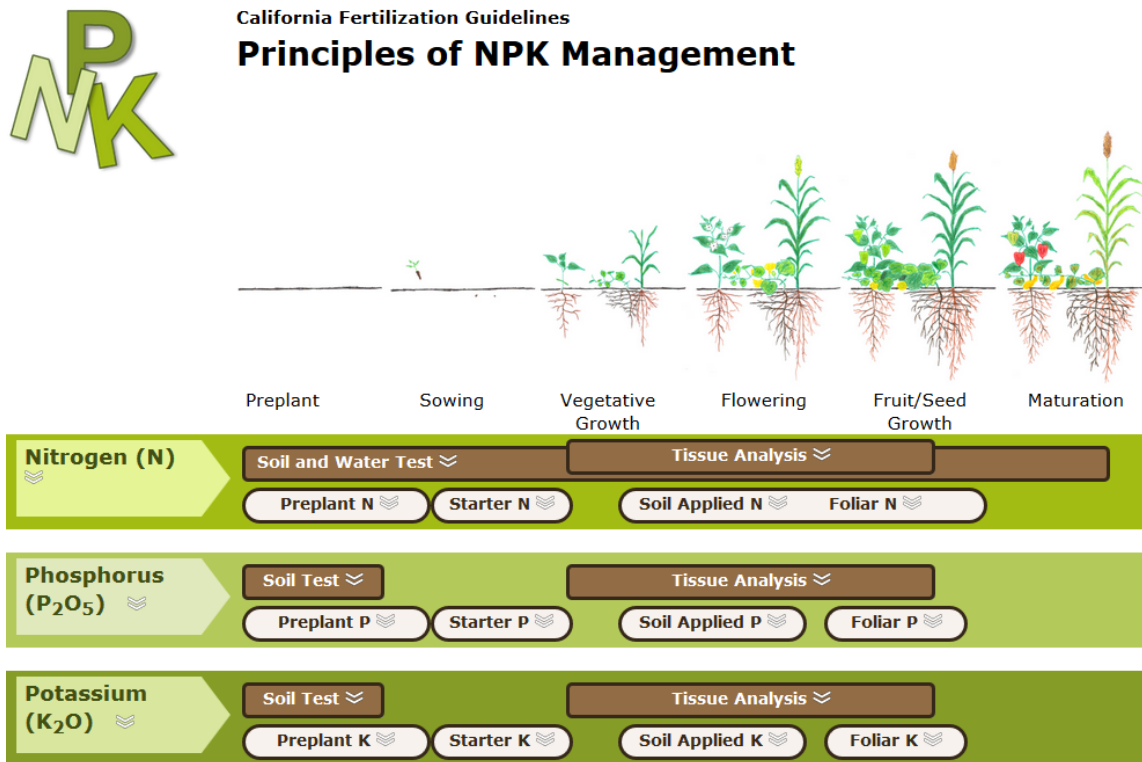 NPK
California Fertilization Guidelines
Principles of NPK Management
Preplant
Sowing
Vegetative
Growth
Flowering
Fruit/Seed
Growth
Maturation
Nitrogen (N)
Soil and Water Test
Tissue Analysis
Preplant N
Starter N
Soil Applied N
Foliar N
Phosphorus
(P₂O₅)
Soil Test
Tissue Analysis
Preplant P
Starter P
Soil Applied P
Foliar P
Potassium
(K₂O)
Soil Test
Tissue Analysis
Preplant K
Starter K
Soil Applied K
Foliar K